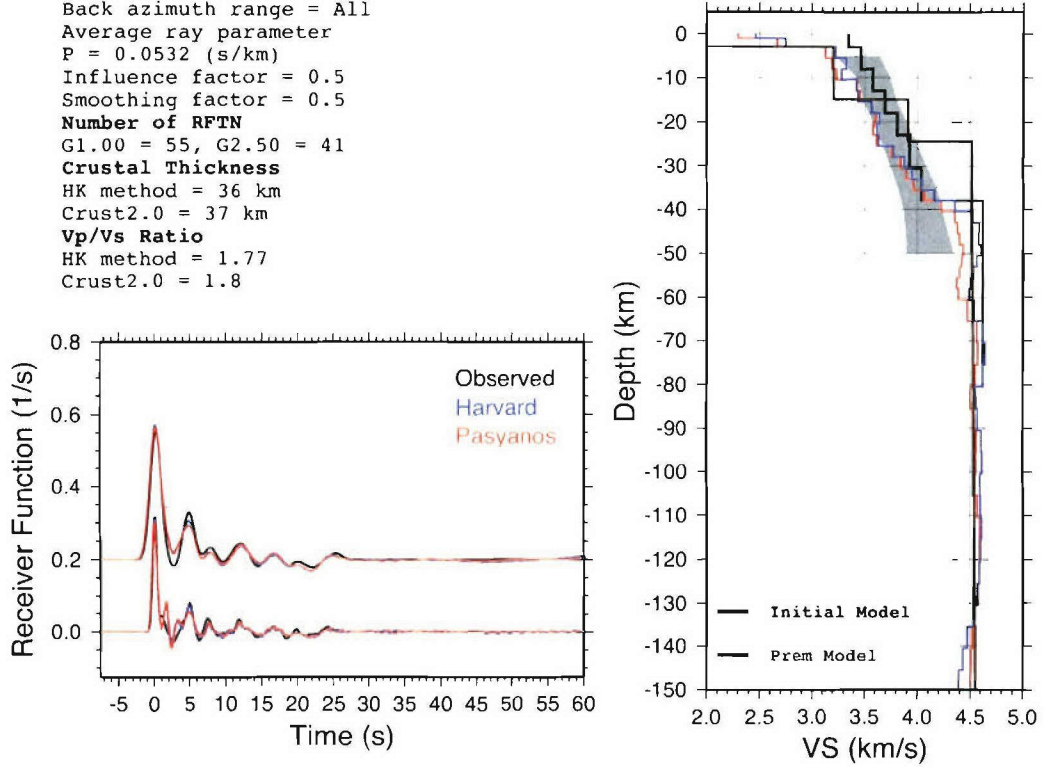 Back azimuth range = All
Average ray parameter
P = 0.0532 (s/km)
Influence factor = 0.5
Smoothing factor = 0.5
Number of RFTN
G1.00 = 55, G2.50 = 41
Crustal Thickness
HK method = 36 km
Crust2.0 = 37 km
Vp/Vs Ratio
HK method = 1.77
Crust2.0 = 1.8
Receiver Function (1/s)
0.8
0.6
0.4
0.2
0.0
Observed
Harvard
Pasyanos
-5 0 5 10 15 20 25 30 35 40 45 50 55 60
Time (s)
Depth (km)
0
-10
-20
-30
-40
-50
-60
-70
-80
-90
-100
-110
-120
-130
-140
-150
Initial Model
Prem Model
2.0 2.5 3.0 3.5 4.0 4.5 5.0
VS (km/s)